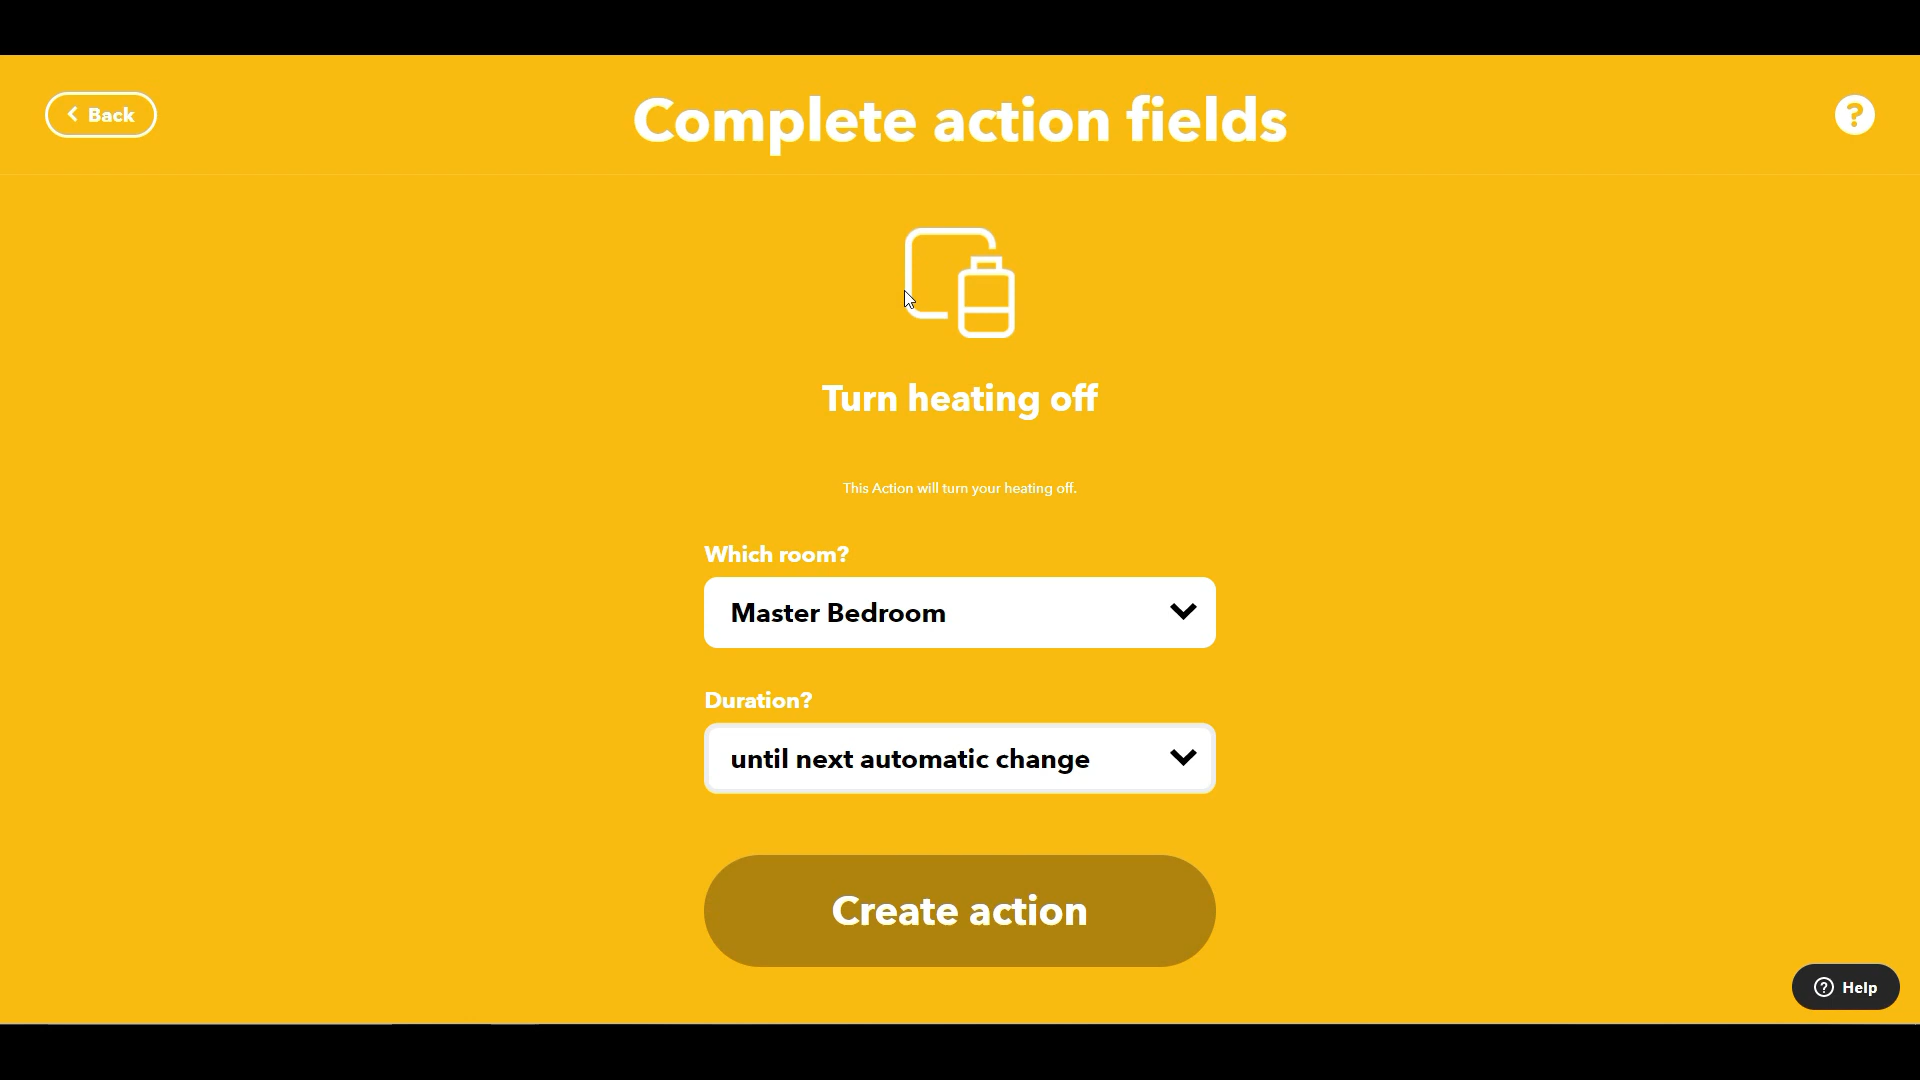 Back
Complete action fields
?
Turn heating off
This Action will turn your heating off.
Which room?
Master Bedroom
Duration?
until next automatic change
Create action
? Help